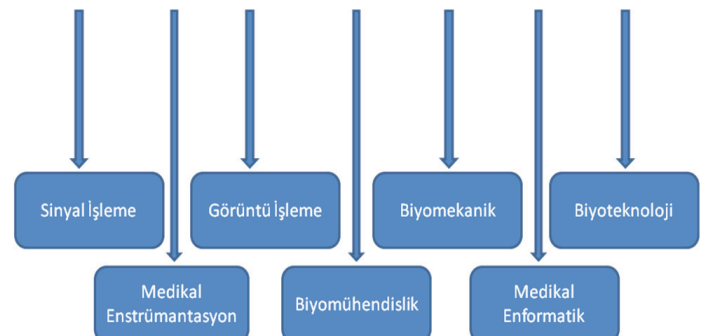 Sinyal İşleme
Görüntü İşleme
Biyomekanik
Biyoteknoloji
Medikal
Enstrümantasyon
Biyomühendislik
Medikal
Enformatik